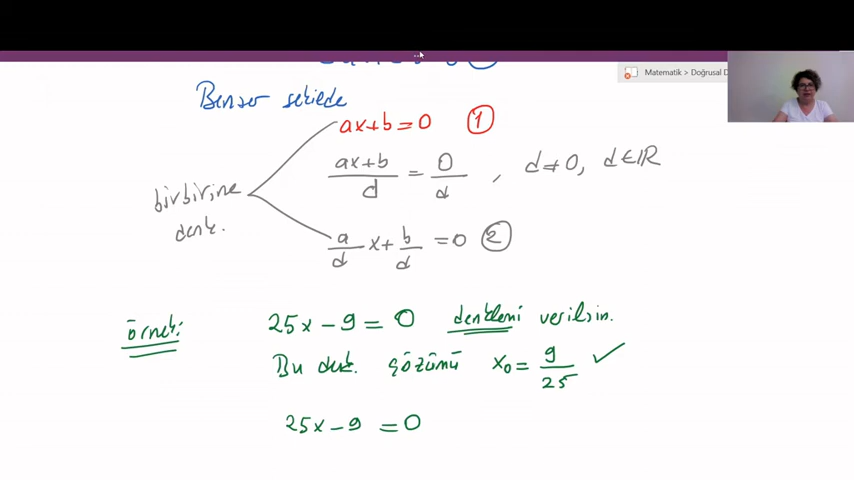 Benzer şekilde
ax+b=0 ①
(ax+b)/d = 0/d , d≠0, d∈ℝ
birbirine
denk.
a/d x + b/d = 0 ②
Örnek: 25x-9=0 denklemi verilsin.
Bu denk. çözümü x₀ = 9/25 ✓
25x-9=0
Matematik > Doğrusal D